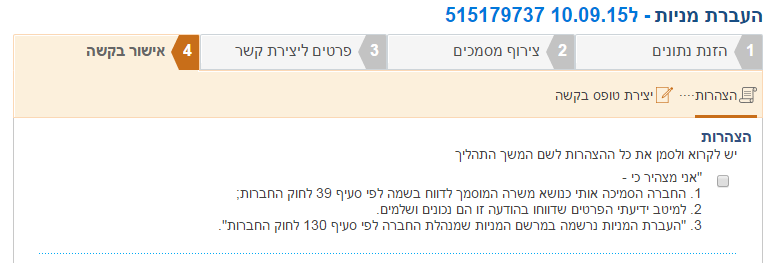 העברת מניות - ל10.09.15 515179737
1 הזנת נתונים
2 צירוף מסמכים
3 פרטים ליצירת קשר
4 אישור בקשה
הצהרות····
יצירת טופס בקשה
הצהרות
יש לקרוא ולסמן את כל ההצהרות לשם המשך התהליך
"אני מצהיר כי -
1. החברה הסמיכה אותי כנושא משרה המוסמך לדווח בשמה לפי סעיף 39 לחוק החברות;
2. למיטב ידיעתי הפרטים שדווחו בהודעה זו הם נכונים ושלמים.
3. "העברת המניות נרשמה במרשם המניות שמנהלת החברה לפי סעיף 130 לחוק החברות".